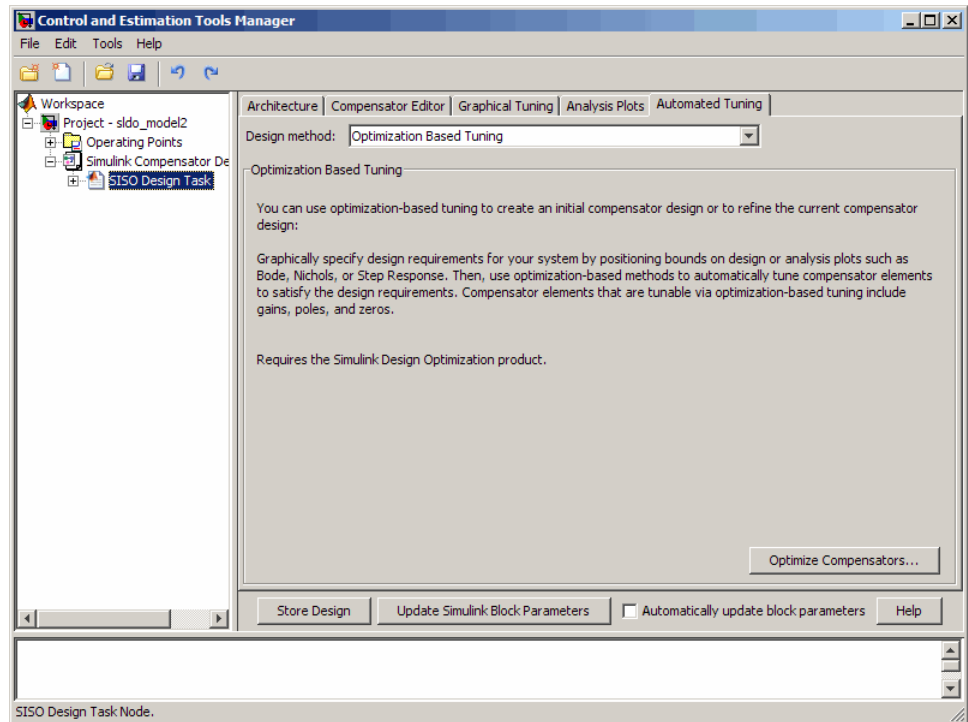 Control and Estimation Tools Manager
File Edit Tools Help
Workspace
Project - sldo_model2
Operating Points
Simulink Compensator De
SISO Design Task
Architecture Compensator Editor Graphical Tuning Analysis Plots Automated Tuning
Design method: Optimization Based Tuning
Optimization Based Tuning
You can use optimization-based tuning to create an initial compensator design or to refine the current compensator
design:
Graphically specify design requirements for your system by positioning bounds on design or analysis plots such as
Bode, Nichols, or Step Response. Then, use optimization-based methods to automatically tune compensator elements
to satisfy the design requirements. Compensator elements that are tunable via optimization-based tuning include
gains, poles, and zeros.
Requires the Simulink Design Optimization product.
Optimize Compensators...
Store Design Update Simulink Block Parameters Automatically update block parameters Help
SISO Design Task Node.